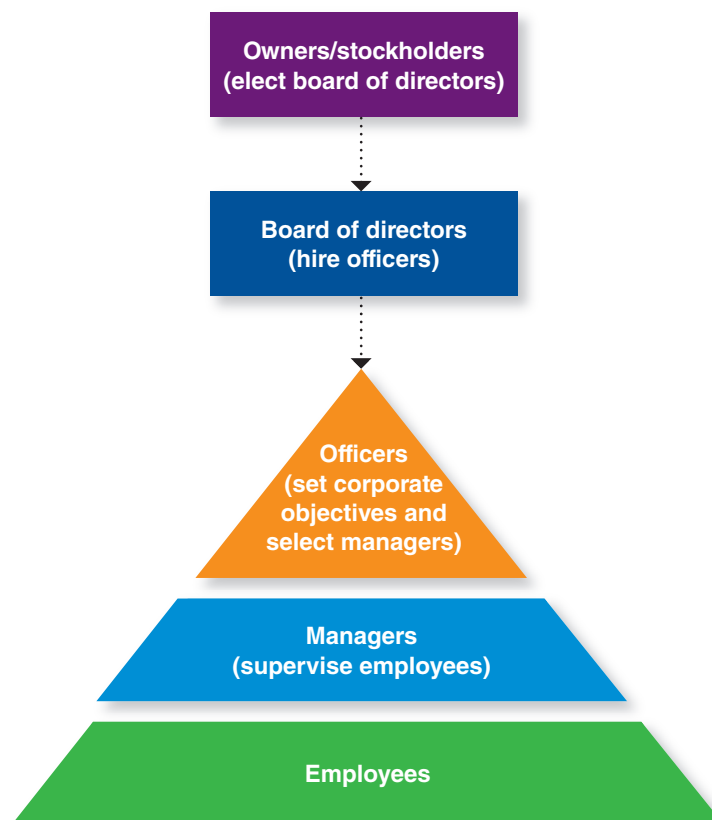 Owners/stockholders
(elect board of directors)
Board of directors
(hire officers)
Officers
(set corporate
objectives and
select managers)
Managers
(supervise employees)
Employees